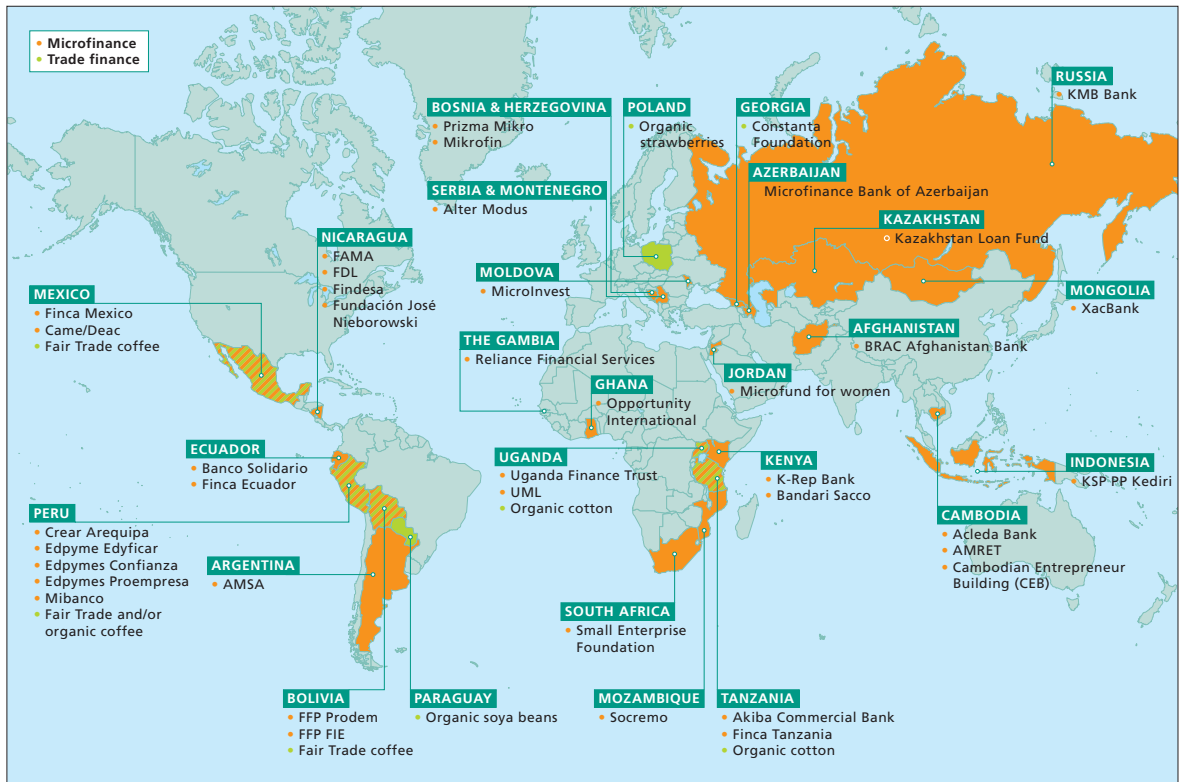 • Microfinance
• Trade finance
RUSSIA
• KMB Bank
BOSNIA & HERZEGOVINA
• Prizma Mikro
• Mikrofin
POLAND
• Organic
strawberries
GEORGIA
• Constanta
Foundation
AZERBAIJAN
Microfinance Bank of Azerbaijan
SERBIA & MONTENEGRO
• Alter Modus
KAZAKHSTAN
Kazakhstan Loan Fund
NICARAGUA
• FAMA
• FDL
• Findesa
• Fundación José
Nieborowski
MOLDOVA
• MicroInvest
MONGOLIA
• XacBank
MEXICO
• Finca Mexico
• Came/Deac
• Fair Trade coffee
AFGHANISTAN
• BRAC Afghanistan Bank
THE GAMBIA
• Reliance Financial Services
JORDAN
• Microfund for women
GHANA
• Opportunity
International
ECUADOR
• Banco Solidario
• Finca Ecuador
UGANDA
• Uganda Finance Trust
• UML
• Organic cotton
KENYA
• K-Rep Bank
• Bandari Sacco
INDONESIA
• KSP PP Kediri
PERU
• Crear Arequipa
• Edpyme Edyficar
• Edpymes Confianza
• Edpymes Proempresa
• Mibanco
• Fair Trade and/or
organic coffee
ARGENTINA
• AMSA
CAMBODIA
• Acleda Bank
• AMRET
• Cambodian Entrepreneur
Building (CEB)
SOUTH AFRICA
• Small Enterprise
Foundation
BOLIVIA
• FFP Prodem
• FFP FIE
• Fair Trade coffee
PARAGUAY
• Organic soya beans
MOZAMBIQUE
• Socremo
TANZANIA
• Akiba Commercial Bank
• Finca Tanzania
• Organic cotton